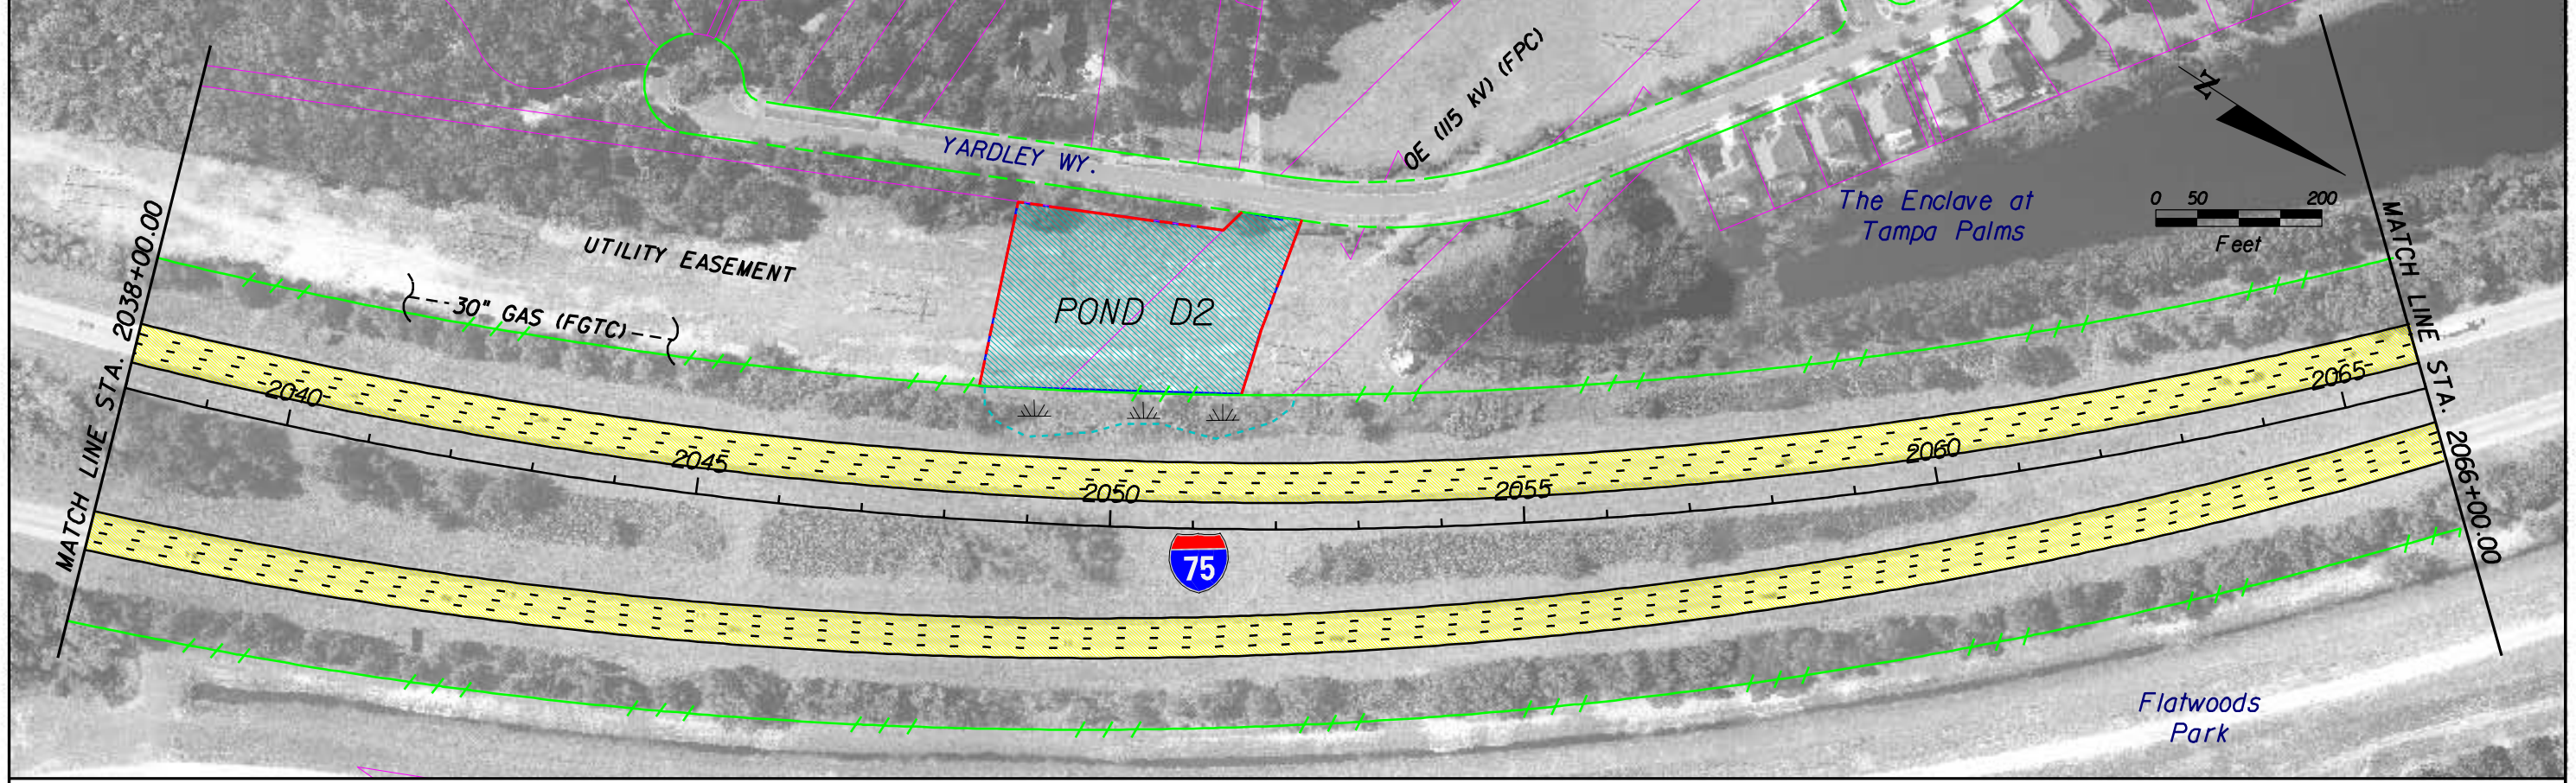 OE (115 kV) (FPC)
YARDLEY WY.
N
The Enclave at
Tampa Palms
0 50 200
Feet
UTILITY EASEMENT
30" GAS (FGTC)
POND D2
MATCH LINE STA. 2038+00.00
MATCH LINE STA. 2066+00.00
2040
2045
2050
2055
2060
2065
75
Flatwoods
Park